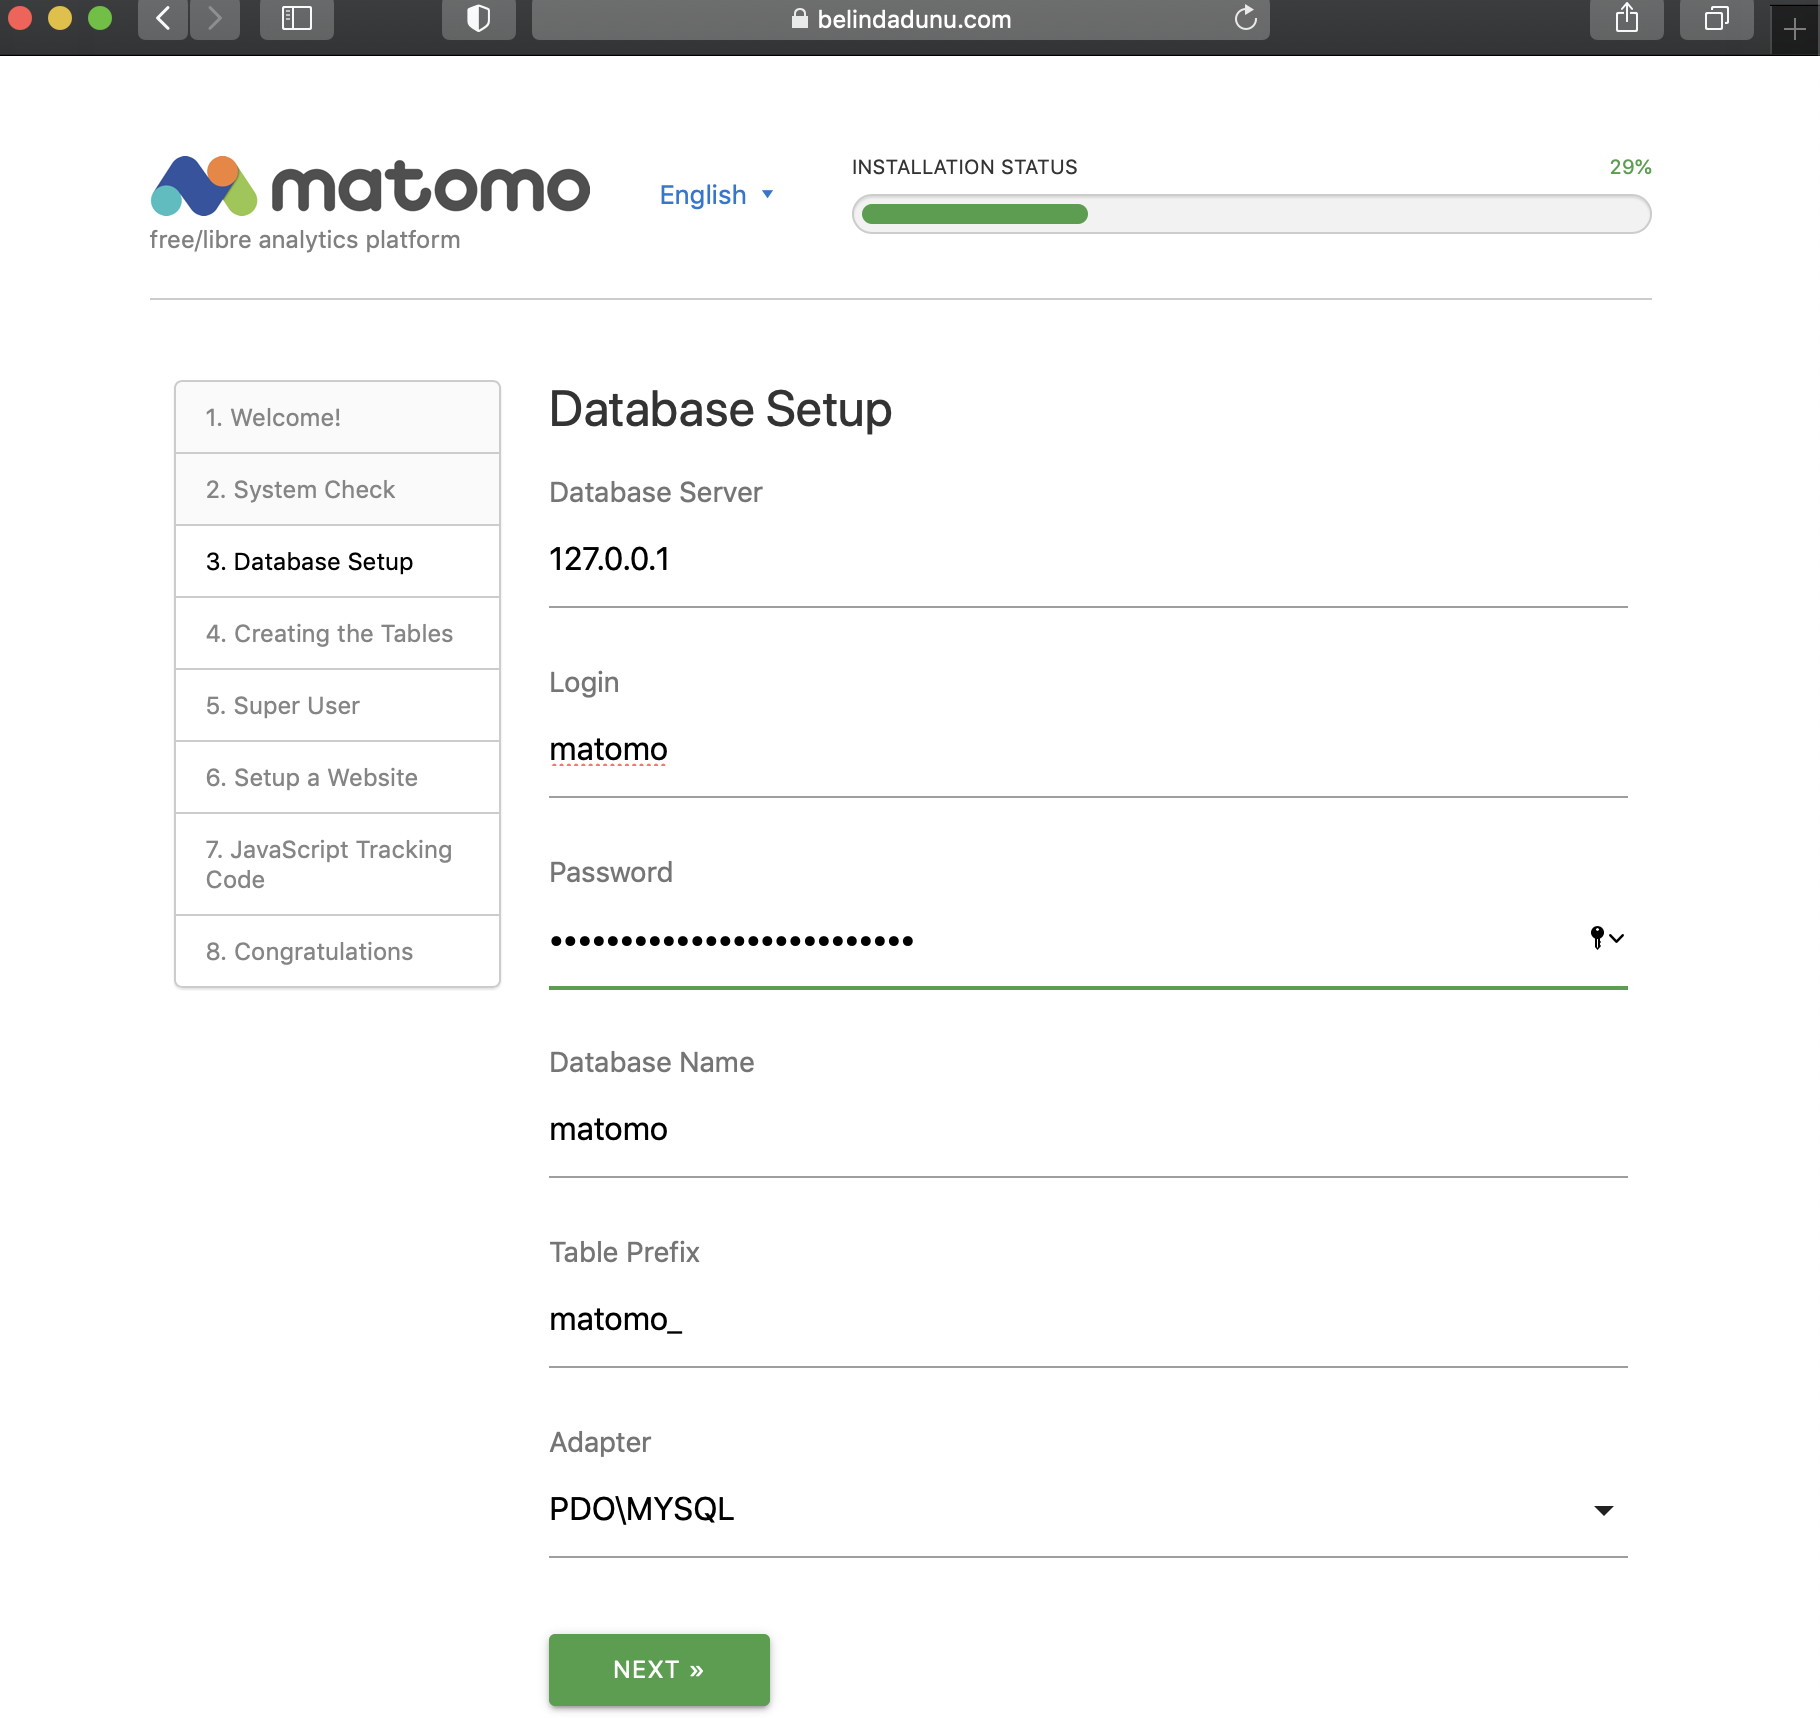 belindadunu.com
matomo
free/libre analytics platform
English
INSTALLATION STATUS
29%
1. Welcome!
2. System Check
3. Database Setup
4. Creating the Tables
5. Super User
6. Setup a Website
7. JavaScript Tracking
Code
8. Congratulations
Database Setup
Database Server
127.0.0.1
Login
matomo
Password
••••••••••••••••••••••••••
Database Name
matomo
Table Prefix
matomo_
Adapter
PDO\MYSQL
NEXT »